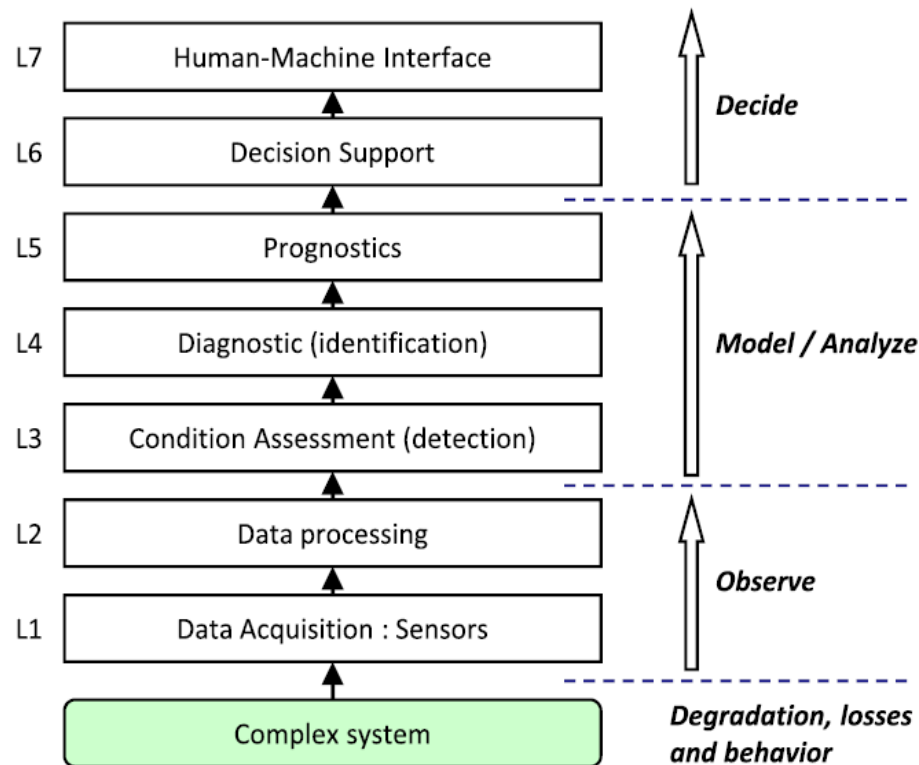 L7 Human-Machine Interface
Decide
L6 Decision Support
L5 Prognostics
L4 Diagnostic (identification)
Model / Analyze
L3 Condition Assessment (detection)
L2 Data processing
Observe
L1 Data Acquisition : Sensors
Complex system
Degradation, losses
and behavior